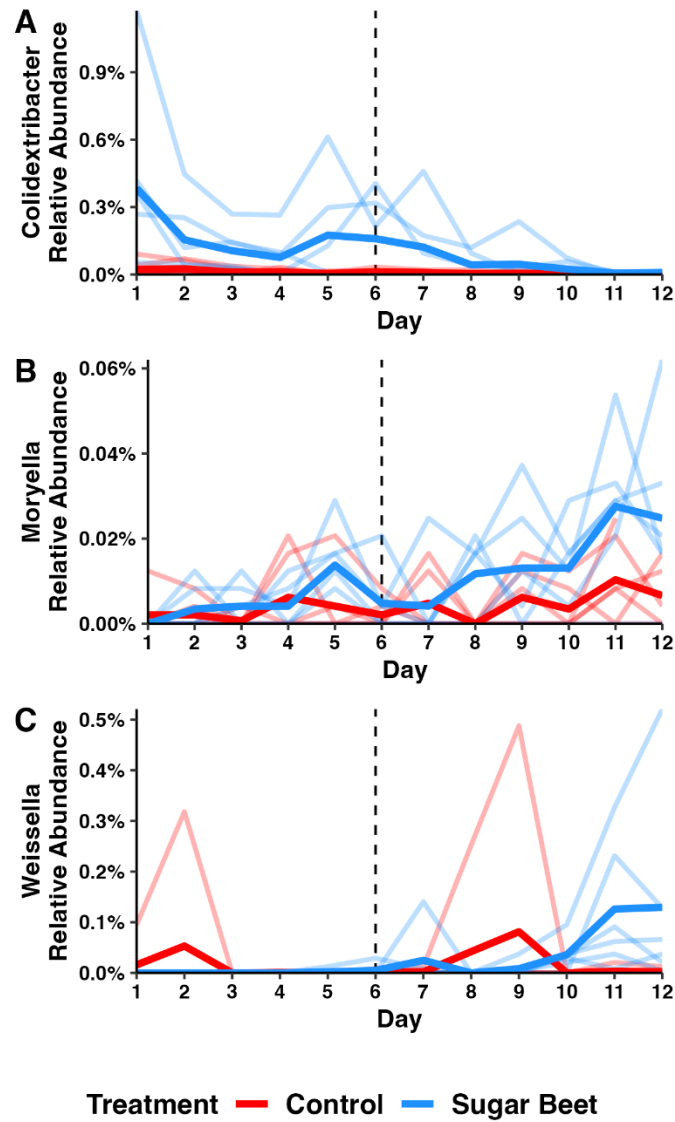 A
Colidextribacter
Relative Abundance
0.9%
0.6%
0.3%
0.0%
1 2 3 4 5 6 7 8 9 10 11 12
Day
B
Moryella
Relative Abundance
0.06%
0.04%
0.02%
0.00%
1 2 3 4 5 6 7 8 9 10 11 12
Day
C
Weissella
Relative Abundance
0.5%
0.4%
0.3%
0.2%
0.1%
0.0%
1 2 3 4 5 6 7 8 9 10 11 12
Day
Treatment Control Sugar Beet